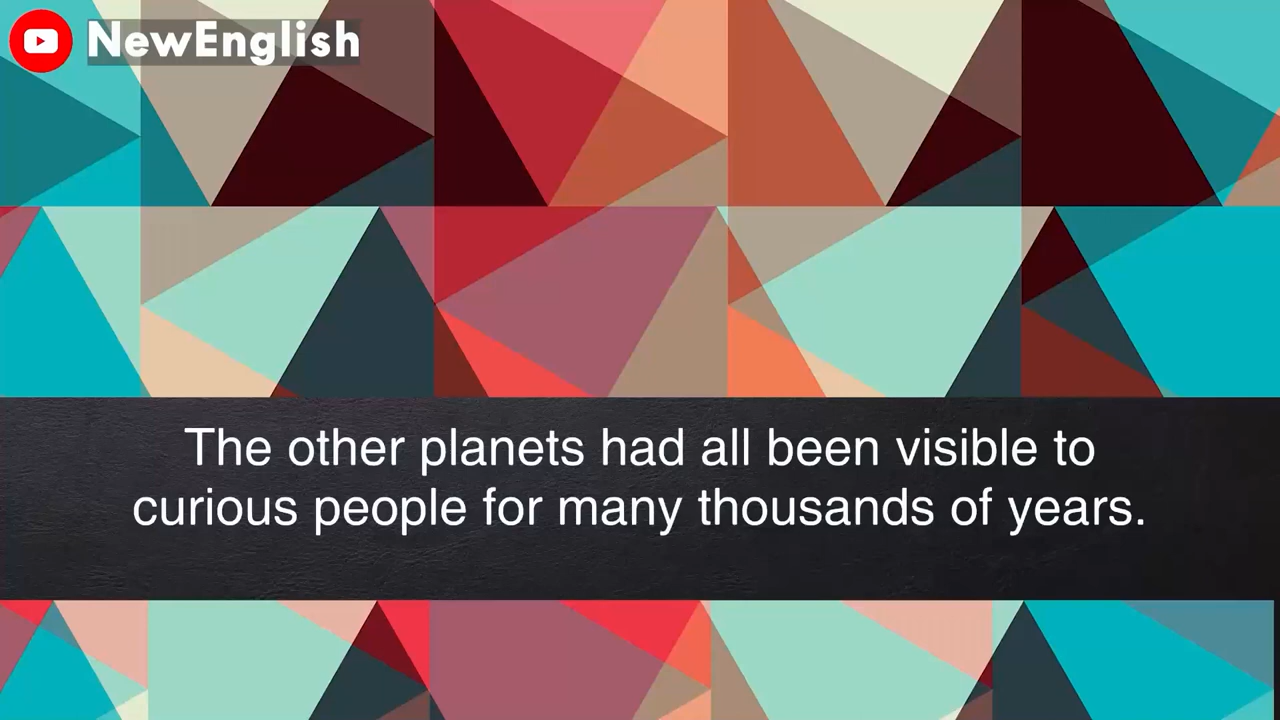 NewEnglish
The other planets had all been visible to
curious people for many thousands of years.